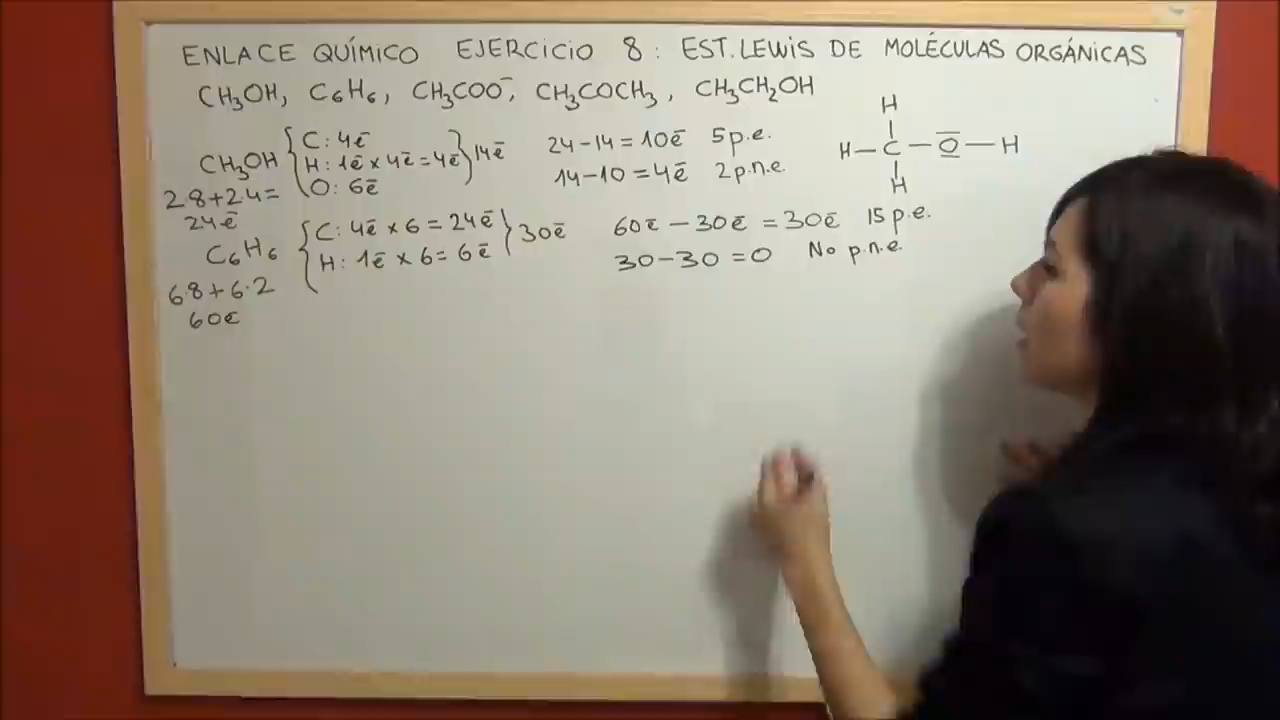 ENLACE QUÍMICO EJERCICIO 8: EST. LEWIS DE MOLÉCULAS ORGÁNICAS
CH₃OH, C₆H₆, CH₃COO⁻, CH₃COCH₃, CH₃CH₂OH
CH₃OH { C: 4ē
H: 1ē × 4ē = 4ē } 14ē
O: 6ē
2·8+2·4=
24ē
24-14=10ē 5p.e.
14-10=4ē 2p.n.e.
H
H—C—O—H
H
C₆H₆ { C: 4ē × 6 = 24ē } 30ē
H: 1ē × 6 = 6ē
6·8+6·2
60ē
60ē - 30ē = 30ē 15 p.e.
30-30=0 No p.n.e.